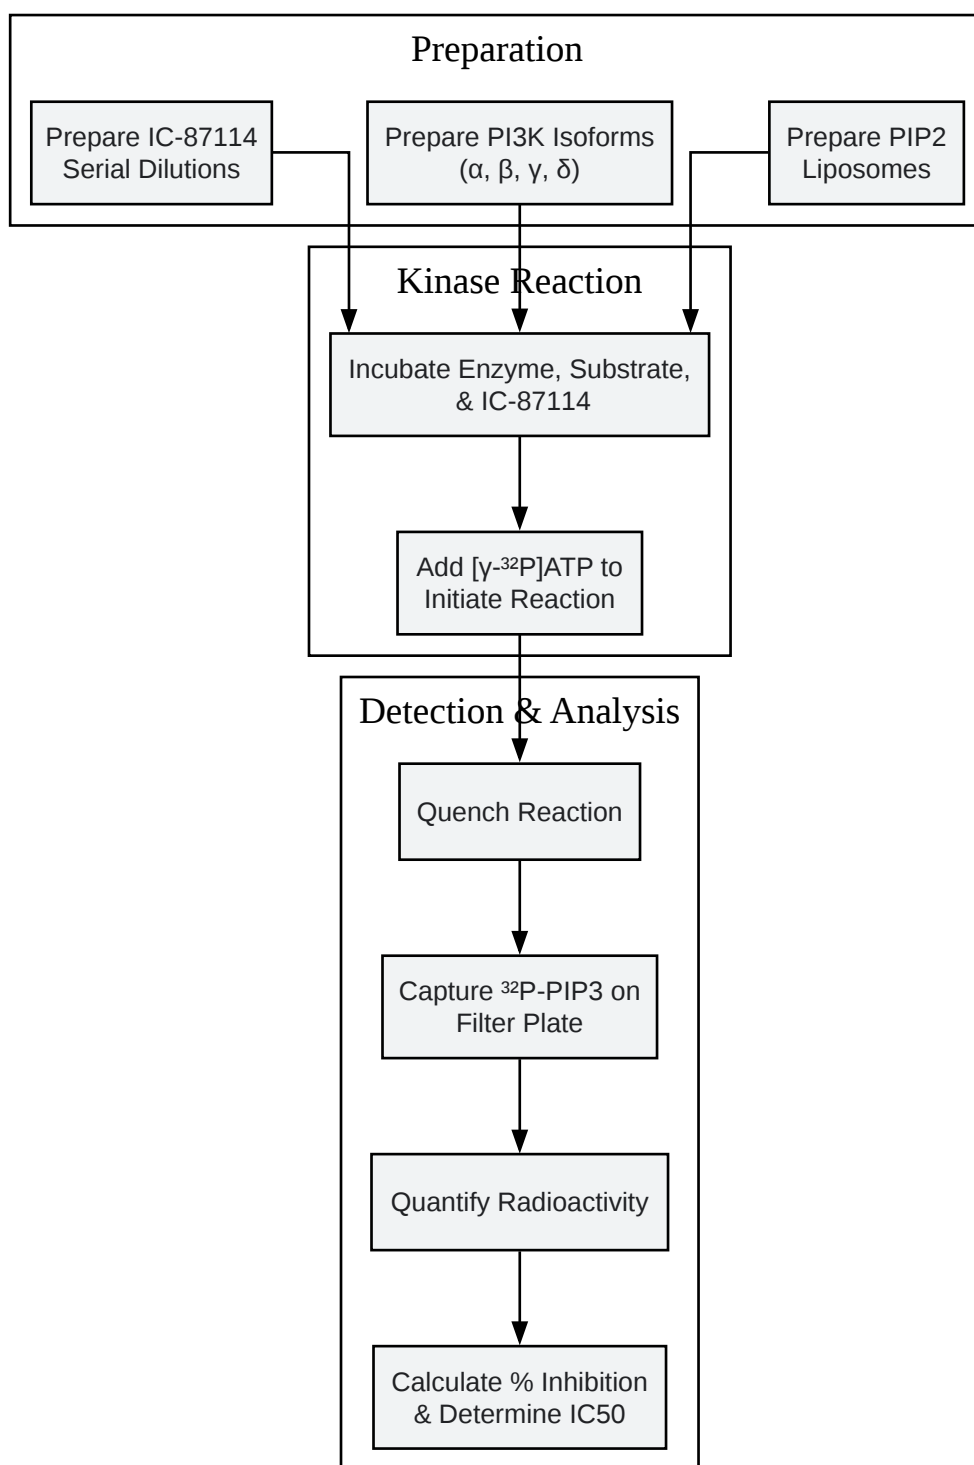 Preparation
Prepare IC-87114
Serial Dilutions
Prepare PI3K Isoforms
(α, β, γ, δ)
Prepare PIP2
Liposomes
Kinase Reaction
Incubate Enzyme, Substrate,
& IC-87114
Add [γ-³²P]ATP to
Initiate Reaction
Detection & Analysis
Quench Reaction
Capture ³²P-PIP3 on
Filter Plate
Quantify Radioactivity
Calculate % Inhibition
& Determine IC50